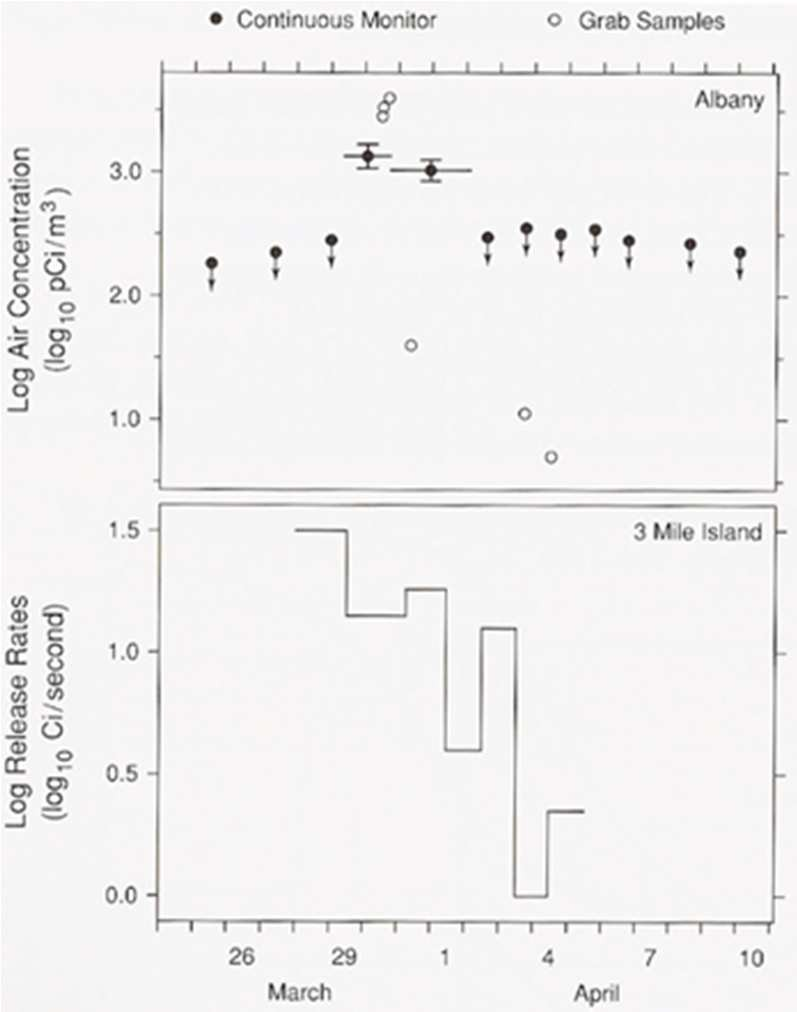 Continuous Monitor
Grab Samples
Albany
Log Air Concentration
(log10 pCi/m³)
3.0
2.0
1.0
3 Mile Island
Log Release Rates
(log10 Ci/second)
1.5
1.0
0.5
0.0
26 29 1 4 7 10
March April